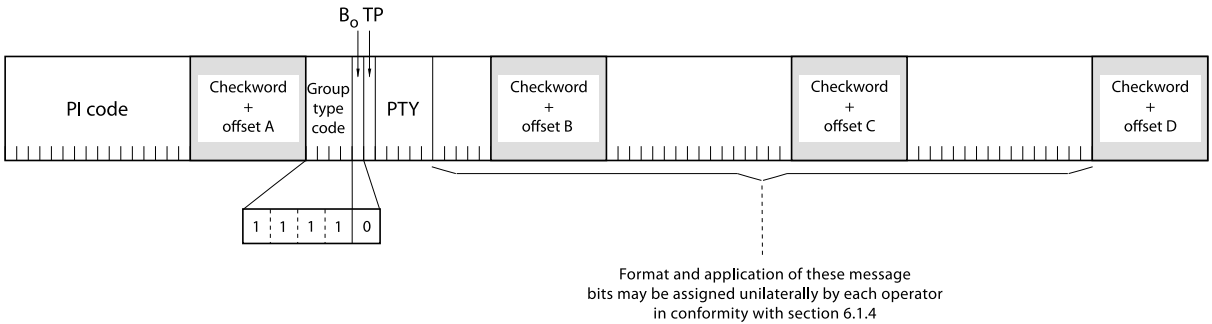 Bo TP
PI code
Checkword
+
offset A
Group
type
code
PTY
Checkword
+
offset B
Checkword
+
offset C
Checkword
+
offset D
1 1 1 1 0
Format and application of these message
bits may be assigned unilaterally by each operator
in conformity with section 6.1.4